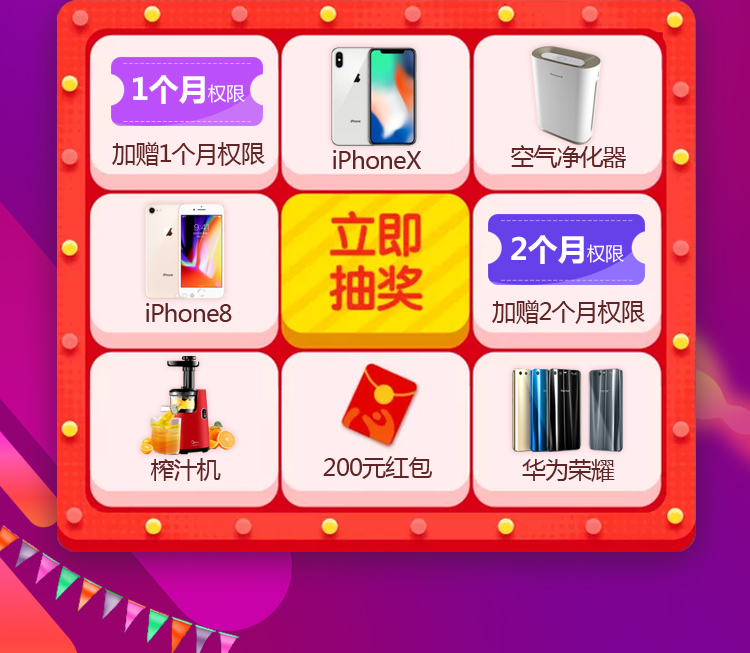 1个月权限
加赠1个月权限
iPhoneX
空气净化器
iPhone8
9:41
立即
抽奖
2个月权限
加赠2个月权限
榨汁机
200元红包
华为荣耀